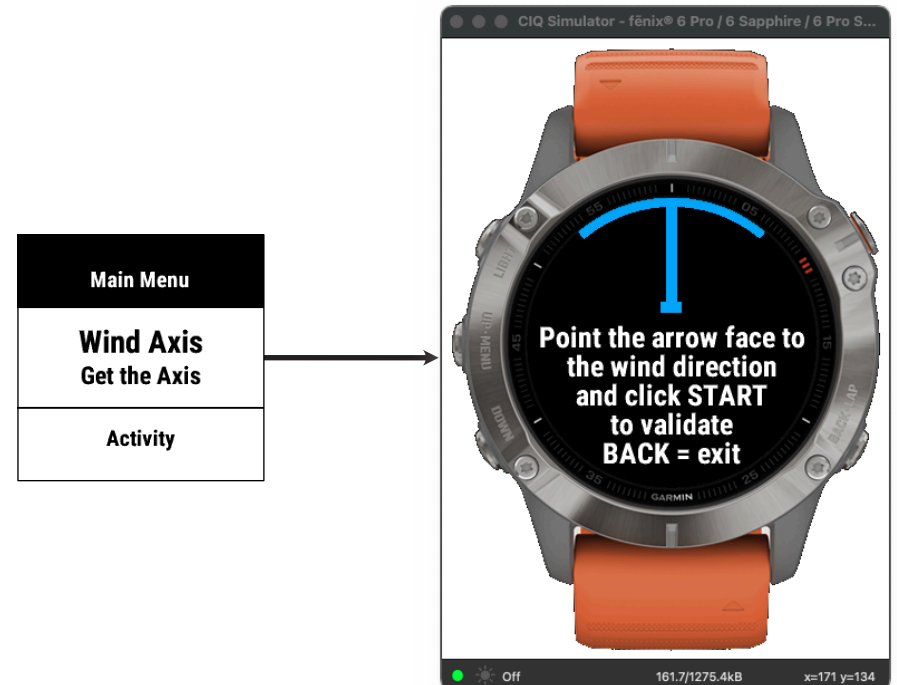 CIQ Simulator - fēnix® 6 Pro / 6 Sapphire / 6 Pro S...
Main Menu
Wind Axis
Get the Axis
Activity
55
05
LIGHT
UP·MENU
45
15
DOWN
BACK·LAP
35
25
Point the arrow face to
the wind direction
and click START
to validate
BACK = exit
GARMIN
Off
161.7/1275.4kB
x=171 y=134